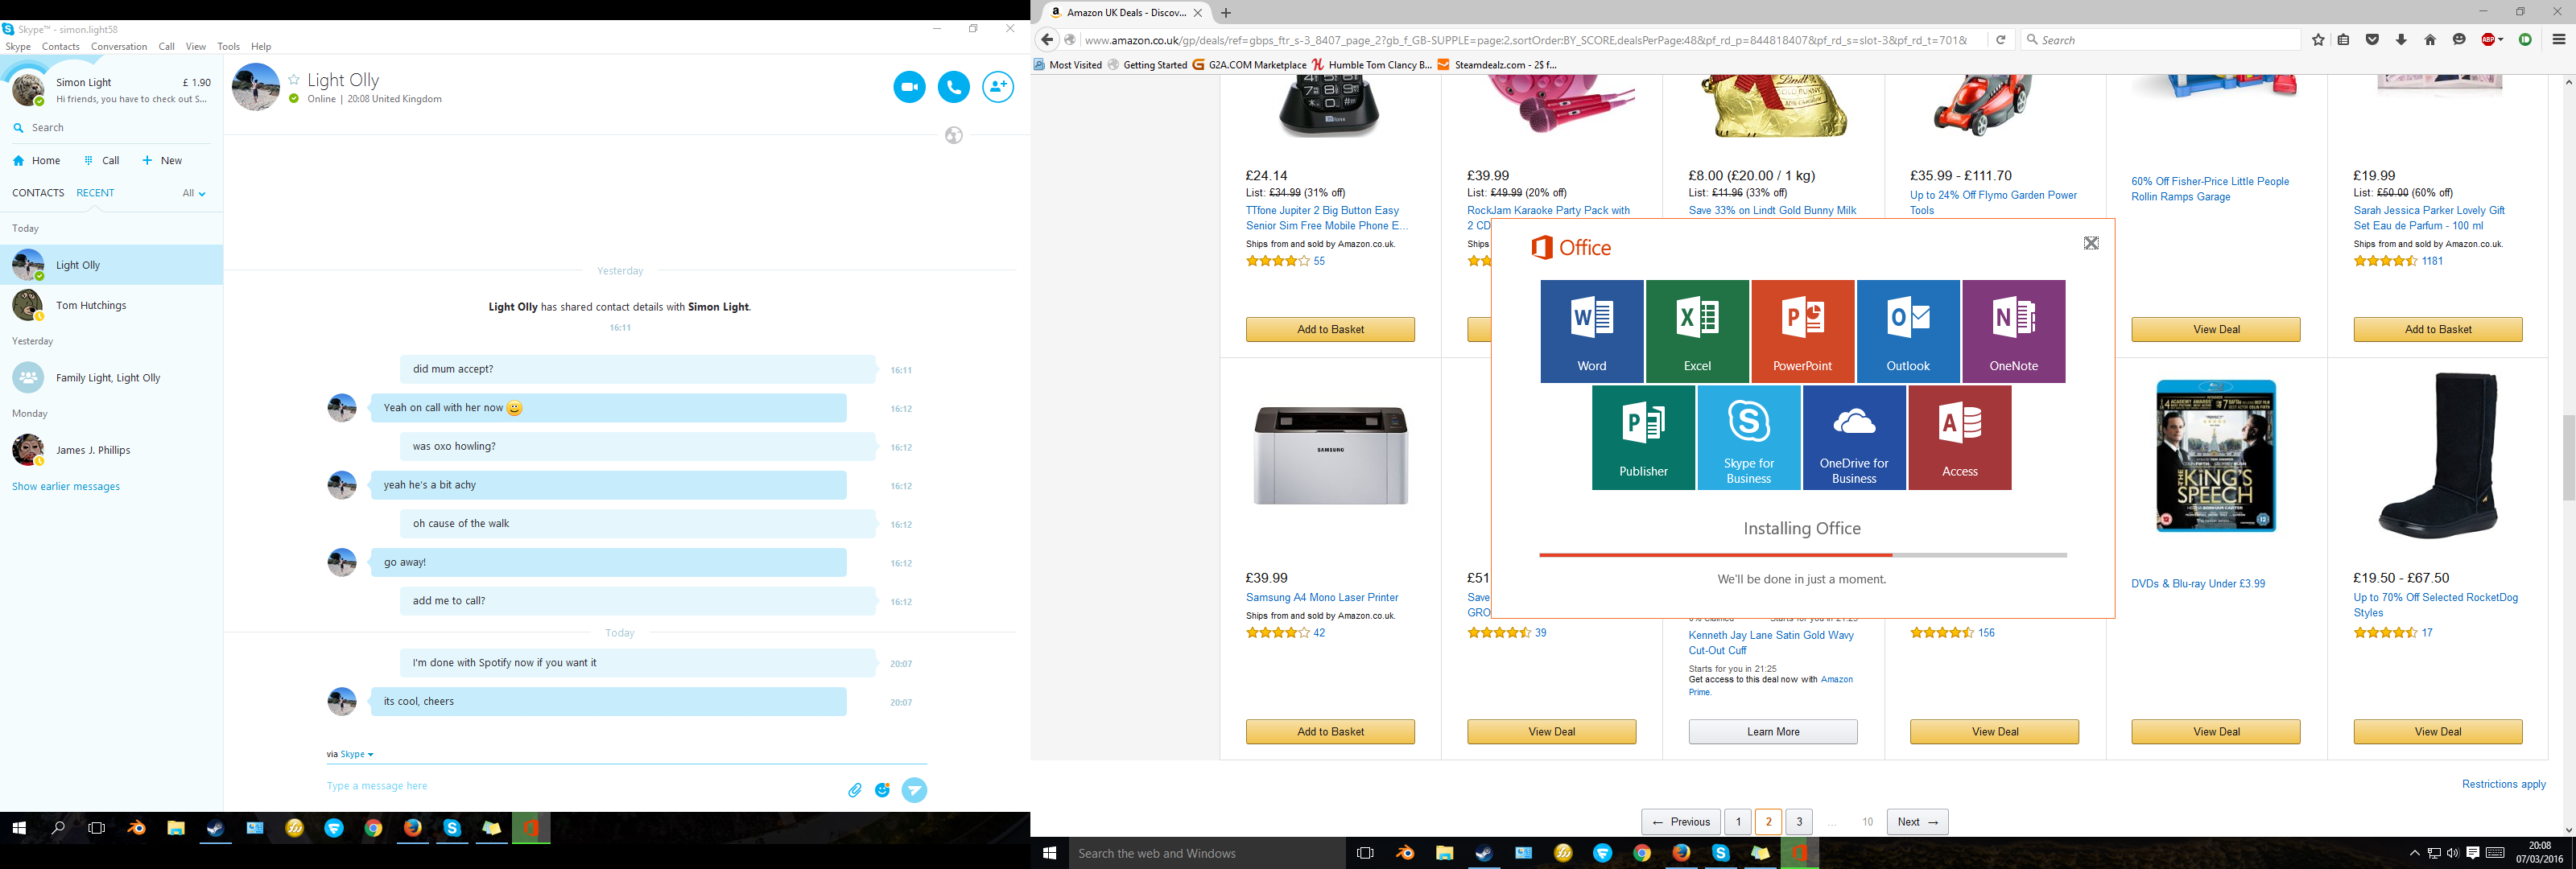 Skype™ - simon.light58
Skype Contacts Conversation Call View Tools Help
Simon Light £ 1.90
Hi friends, you have to check out S...
Search
Home Call New
CONTACTS RECENT All
Today
Light Olly
Tom Hutchings
Yesterday
Family Light, Light Olly
Monday
James J. Phillips
Show earlier messages
Light Olly
Online | 20:08 United Kingdom
Yesterday
Light Olly has shared contact details with Simon Light.
16:11
did mum accept? 16:11
Yeah on call with her now 16:12
was oxo howling? 16:12
yeah he's a bit achy 16:12
oh cause of the walk 16:12
go away! 16:12
add me to call? 16:12
Today
I'm done with Spotify now if you want it 20:07
its cool, cheers 20:07
via Skype
Type a message here
Amazon UK Deals - Discov...
www.amazon.co.uk/gp/deals/ref=gbps_ftr_s-3_8407_page_2?gb_f_GB-SUPPLE=page:2,sortOrder:BY_SCORE,dealsPerPage:48&pf_rd_p=844818407&pf_rd_s=slot-3&pf_rd_t=701&
Search
ABP
Most Visited Getting Started G2A.COM Marketplace Humble Tom Clancy B... Steamdealz.com - 2$ f...
£24.14
List: £34.99 (31% off)
TTfone Jupiter 2 Big Button Easy
Senior Sim Free Mobile Phone E...
Ships from and sold by Amazon.co.uk.
55
Add to Basket
£39.99
List: £49.99 (20% off)
RockJam Karaoke Party Pack with
2 CD
Ships
£8.00 (£20.00 / 1 kg)
List: £11.96 (33% off)
Save 33% on Lindt Gold Bunny Milk
£35.99 - £111.70
Up to 24% Off Flymo Garden Power
Tools
60% Off Fisher-Price Little People
Rollin Ramps Garage
View Deal
£19.99
List: £50.00 (60% off)
Sarah Jessica Parker Lovely Gift
Set Eau de Parfum - 100 ml
Ships from and sold by Amazon.co.uk.
1181
Add to Basket
Office
Word Excel PowerPoint Outlook OneNote
Publisher Skype for Business OneDrive for Business Access
Installing Office
We'll be done in just a moment.
SAMSUNG
£39.99
Samsung A4 Mono Laser Printer
Ships from and sold by Amazon.co.uk.
42
Add to Basket
£51
Save
GRO
39
View Deal
Kenneth Jay Lane Satin Gold Wavy
Cut-Out Cuff
Starts for you in 21:25
Get access to this deal now with Amazon
Prime.
Learn More
156
View Deal
THE KING'S SPEECH
DVDs & Blu-ray Under £3.99
View Deal
£19.50 - £67.50
Up to 70% Off Selected RocketDog
Styles
17
View Deal
Restrictions apply
← Previous 1 2 3 ... 10 Next →
Search the web and Windows
20:08
07/03/2016